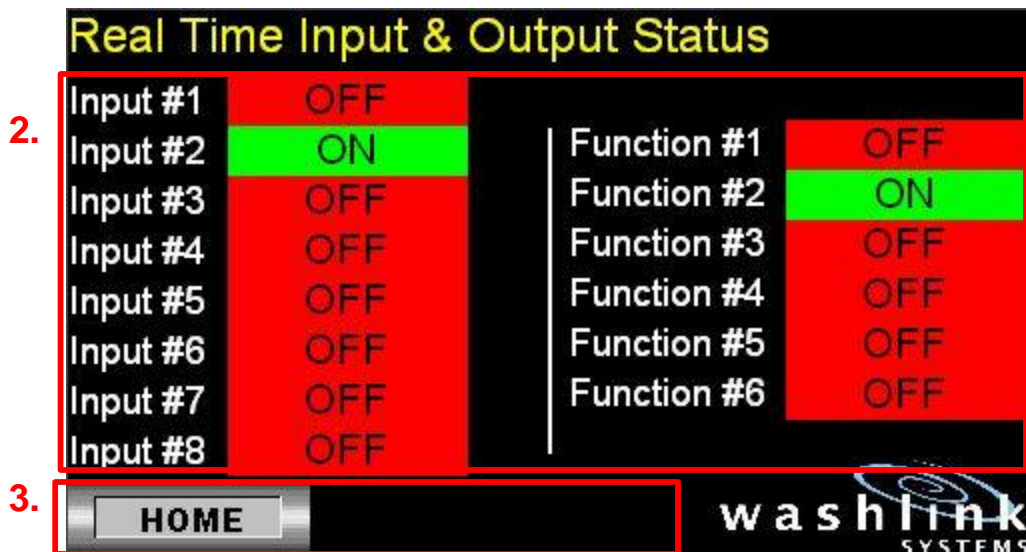 Real Time Input & Output Status
2.
Input #1 OFF
Input #2 ON
Input #3 OFF
Input #4 OFF
Input #5 OFF
Input #6 OFF
Input #7 OFF
Input #8 OFF
Function #1 OFF
Function #2 ON
Function #3 OFF
Function #4 OFF
Function #5 OFF
Function #6 OFF
3.
HOME
washlink
SYSTEMS